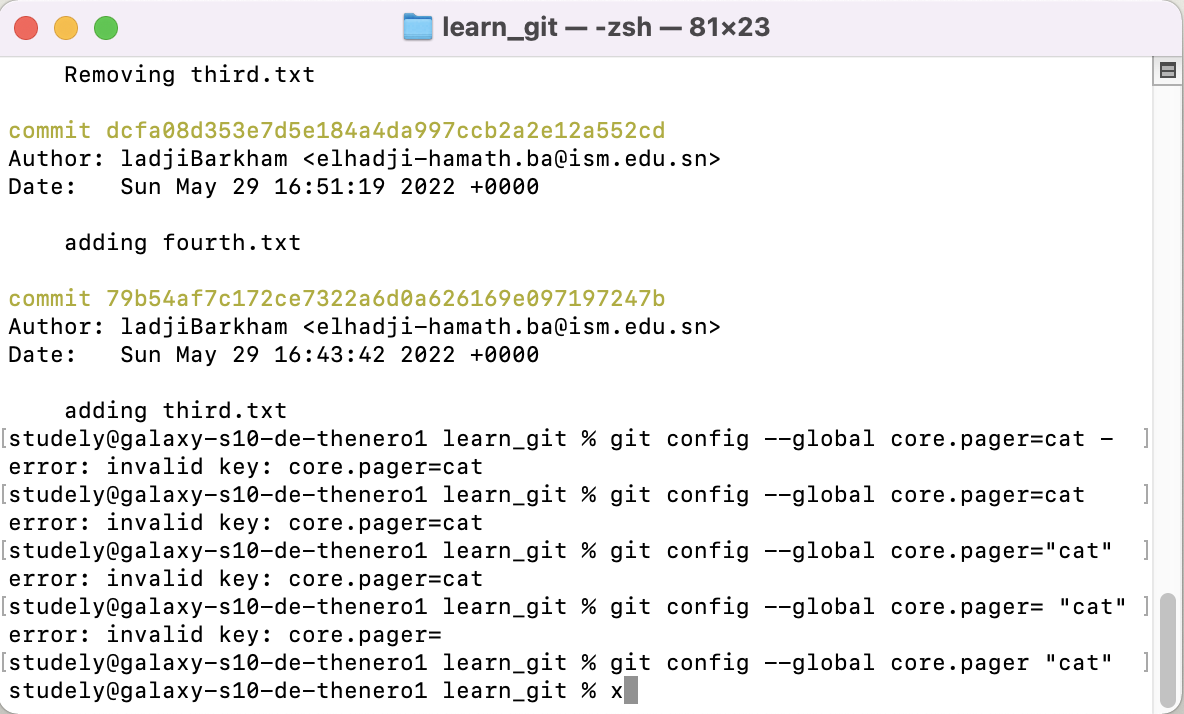 learn_git — -zsh — 81×23
Removing third.txt
commit dcfa08d353e7d5e184a4da997ccb2a2e12a552cd
Author: ladjiBarkham <elhadji-hamath.ba@ism.edu.sn>
Date:   Sun May 29 16:51:19 2022 +0000
adding fourth.txt
commit 79b54af7c172ce7322a6d0a626169e097197247b
Author: ladjiBarkham <elhadji-hamath.ba@ism.edu.sn>
Date:   Sun May 29 16:43:42 2022 +0000
adding third.txt
[studely@galaxy-s10-de-thenero1 learn_git % git config --global core.pager=cat -  ]
error: invalid key: core.pager=cat
[studely@galaxy-s10-de-thenero1 learn_git % git config --global core.pager=cat    ]
error: invalid key: core.pager=cat
[studely@galaxy-s10-de-thenero1 learn_git % git config --global core.pager="cat"  ]
error: invalid key: core.pager=cat
[studely@galaxy-s10-de-thenero1 learn_git % git config --global core.pager= "cat" ]
error: invalid key: core.pager=
[studely@galaxy-s10-de-thenero1 learn_git % git config --global core.pager "cat"  ]
studely@galaxy-s10-de-thenero1 learn_git % x